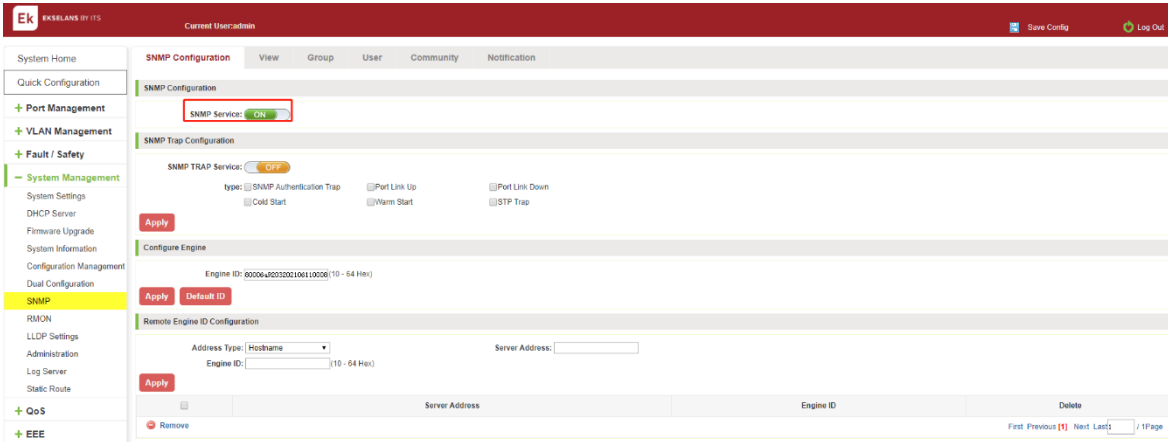 Ek EKSELANS BY ITS
Current User:admin
Save Config
Log Out
System Home
Quick Configuration
+ Port Management
+ VLAN Management
+ Fault / Safety
− System Management
System Settings
DHCP Server
Firmware Upgrade
System Information
Configuration Management
Dual Configuration
SNMP
RMON
LLDP Settings
Administration
Log Server
Static Route
+ QoS
+ EEE
SNMP Configuration View Group User Community Notification
SNMP Configuration
SNMP Service: ON
SNMP Trap Configuration
SNMP TRAP Service: OFF
type: SNMP Authentication Trap Port Link Up Port Link Down
Cold Start Warm Start STP Trap
Apply
Configure Engine
Engine ID: (10 - 64 Hex)
Apply Default ID
Remote Engine ID Configuration
Address Type: Hostname Server Address:
Engine ID: (10 - 64 Hex)
Apply
Server Address Engine ID Delete
Remove
First Previous [1] Next Last 1 / 1Page